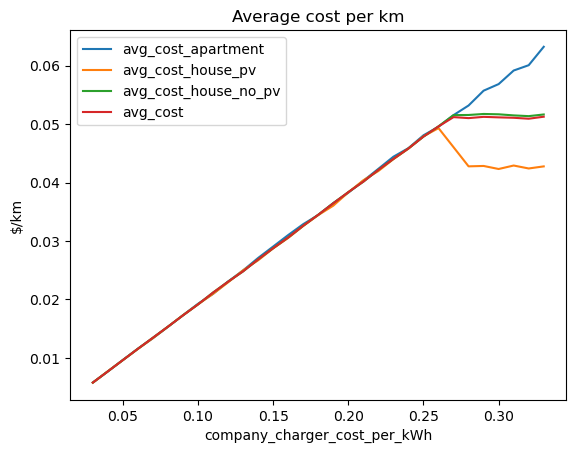 Average cost per km
avg_cost_apartment
avg_cost_house_pv
avg_cost_house_no_pv
avg_cost
0.06
0.05
0.04
0.03
0.02
0.01
$/km
0.05
0.10
0.15
0.20
0.25
0.30
company_charger_cost_per_kWh